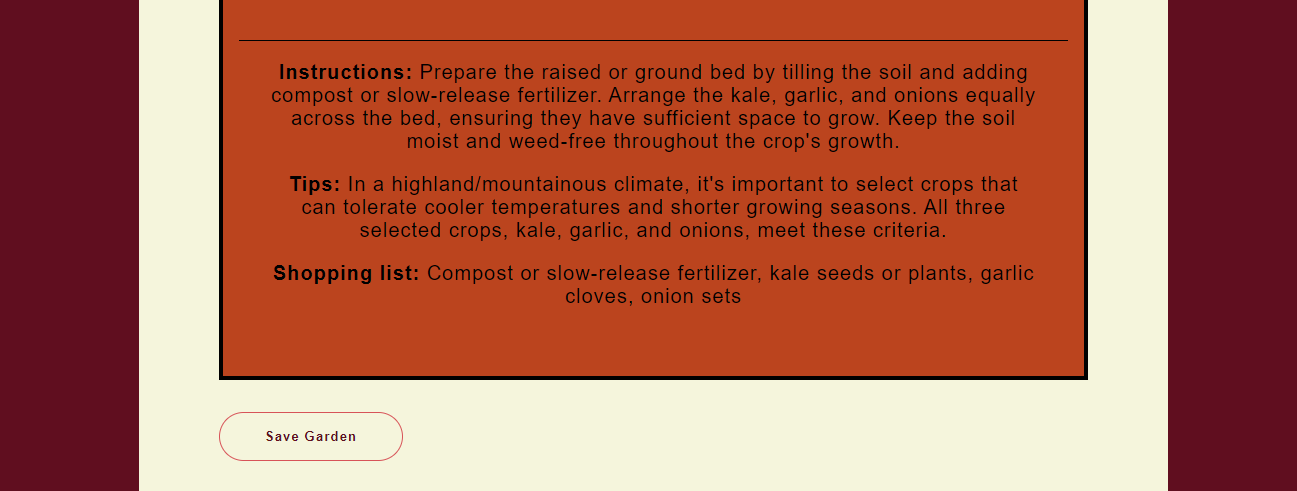 Instructions: Prepare the raised or ground bed by tilling the soil and adding
compost or slow-release fertilizer. Arrange the kale, garlic, and onions equally
across the bed, ensuring they have sufficient space to grow. Keep the soil
moist and weed-free throughout the crop's growth.
Tips: In a highland/mountainous climate, it's important to select crops that
can tolerate cooler temperatures and shorter growing seasons. All three
selected crops, kale, garlic, and onions, meet these criteria.
Shopping list: Compost or slow-release fertilizer, kale seeds or plants, garlic
cloves, onion sets
Save Garden